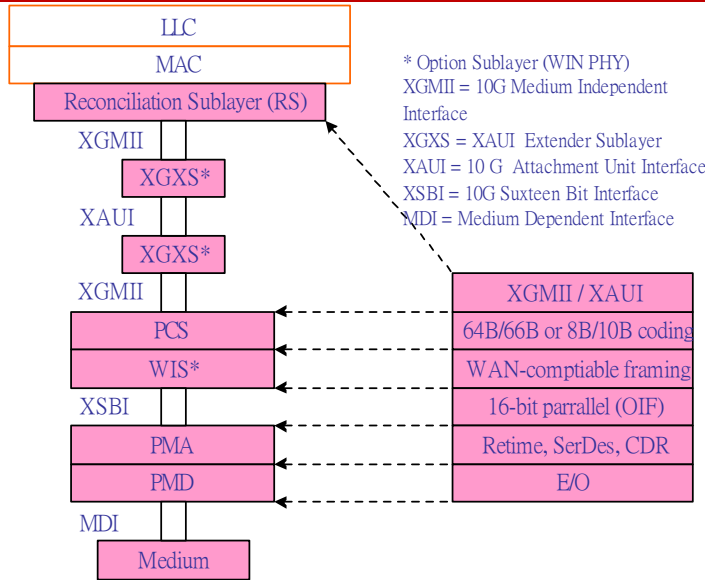 LLC
MAC
Reconciliation Sublayer (RS)
XGMII
XGXS*
XAUI
XGXS*
XGMII
PCS
WIS*
XSBI
PMA
PMD
MDI
Medium
* Option Sublayer (WIN PHY)
XGMII = 10G Medium Independent
Interface
XGXS = XAUI Extender Sublayer
XAUI = 10 G Attachment Unit Interface
XSBI = 10G Suxteen Bit Interface
MDI = Medium Dependent Interface
XGMII / XAUI
64B/66B or 8B/10B coding
WAN-comptiable framing
16-bit parrallel (OIF)
Retime, SerDes, CDR
E/O